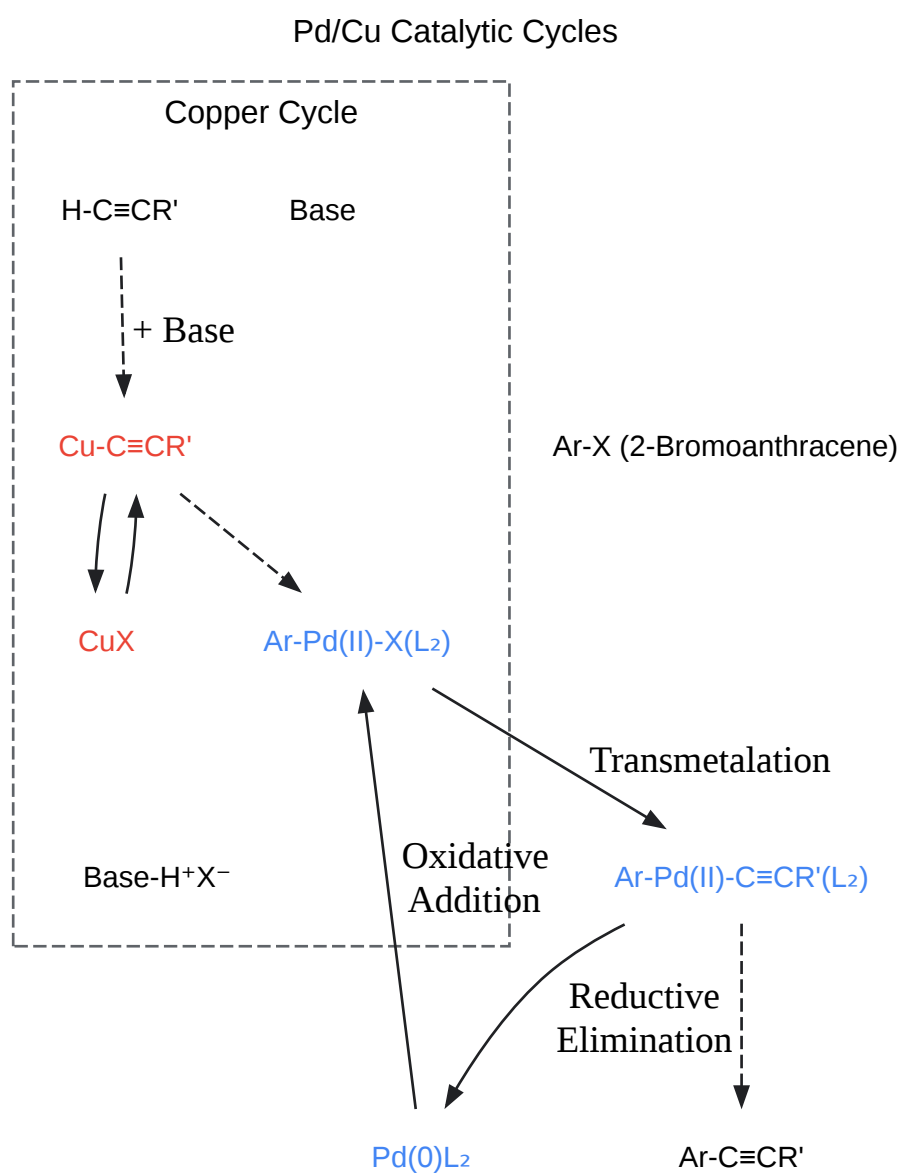 Pd/Cu Catalytic Cycles
Copper Cycle
H-C≡CR'
Base
+ Base
Cu-C≡CR'
Ar-X (2-Bromoanthracene)
CuX
Ar-Pd(II)-X(L₂)
Transmetalation
Oxidative
Addition
Base-H⁺X⁻
Ar-Pd(II)-C≡CR'(L₂)
Reductive
Elimination
Pd(0)L₂
Ar-C≡CR'